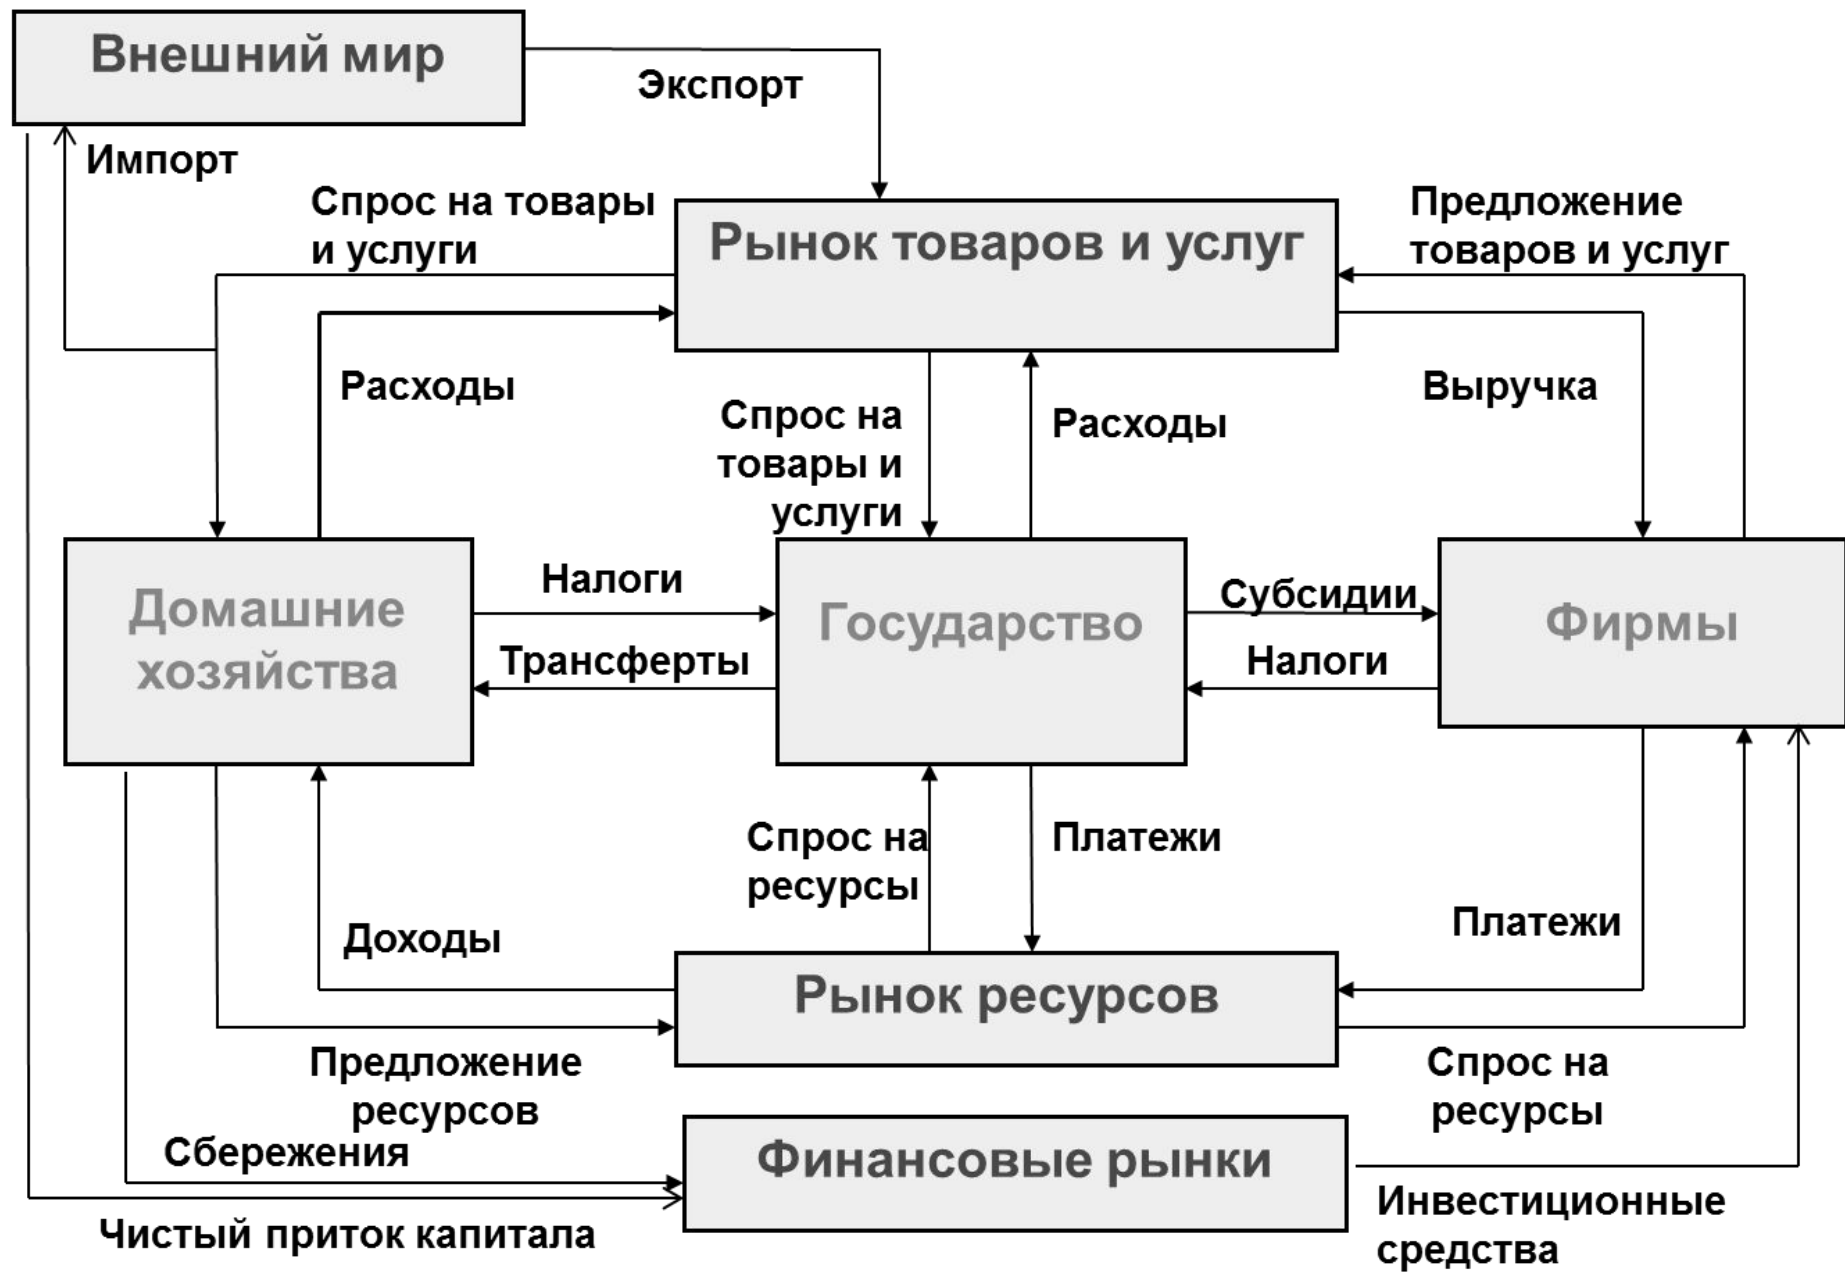 Внешний мир
Экспорт
Импорт
Спрос на товары
и услуги
Рынок товаров и услуг
Предложение
товаров и услуг
Расходы
Спрос на
товары и
услуги
Расходы
Выручка
Домашние
хозяйства
Налоги
Трансферты
Государство
Субсидии
Налоги
Фирмы
Спрос на
ресурсы
Платежи
Доходы
Платежи
Рынок ресурсов
Предложение
ресурсов
Спрос на
ресурсы
Сбережения
Финансовые рынки
Чистый приток капитала
Инвестиционные
средства